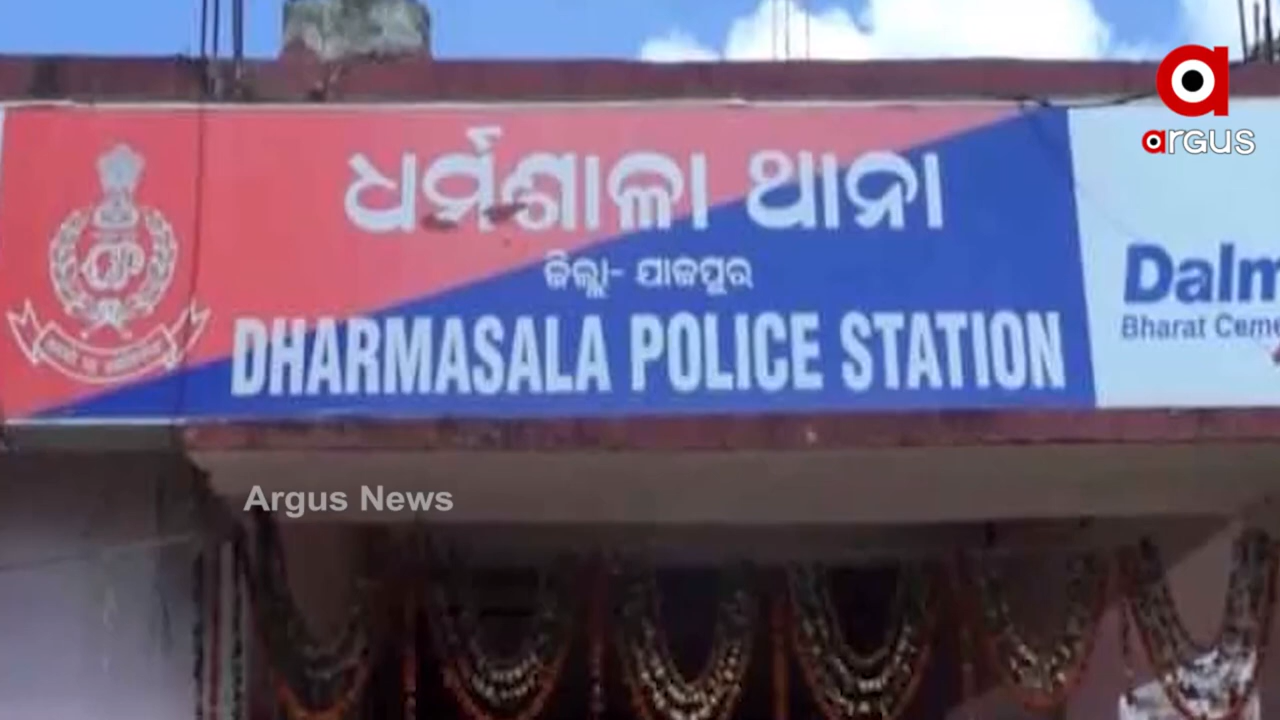 argus
ଧର୍ମଶାଳା ଥାନା
ଜିଲ୍ଲା- ଯାଜପୁର
DHARMASALA POLICE STATION
Dalm
Bharat Ceme
Argus News